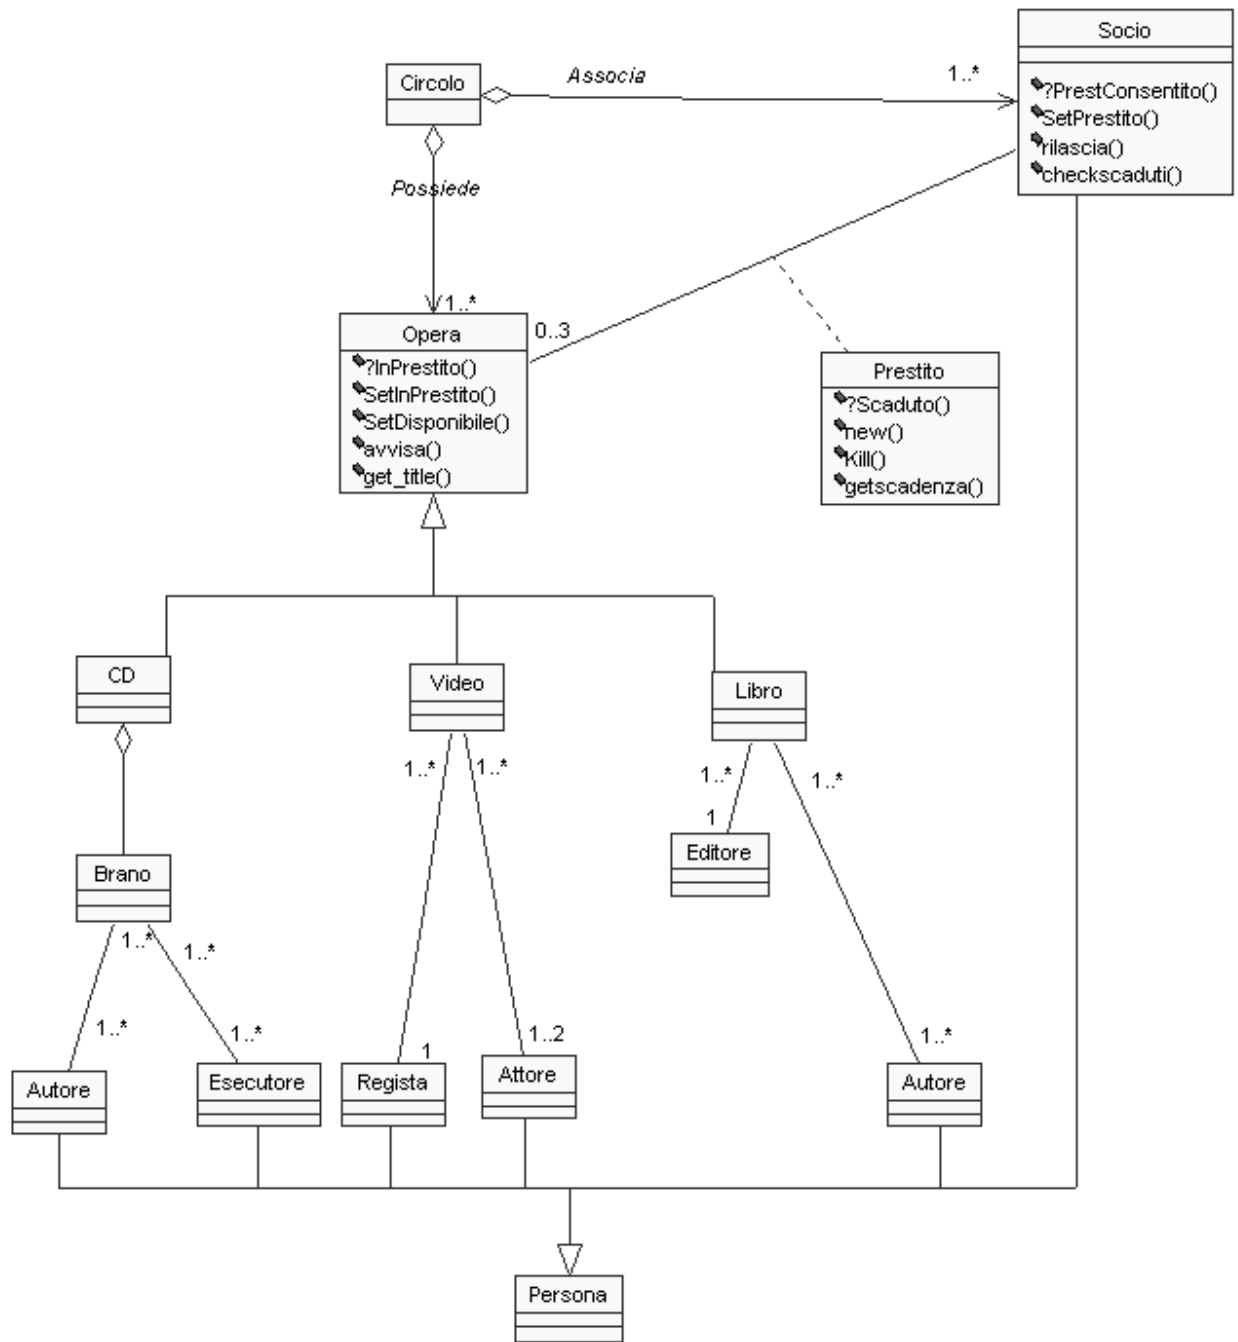 Socio
?PrestConsentito()
SetPrestito()
rilascia()
checkscaduti()
Circolo
Associa
1..*
Possiede
1..*
Opera
?InPrestito()
SetInPrestito()
SetDisponibile()
avvisa()
get_title()
0..3
Prestito
?Scaduto()
new()
Kill()
getscadenza()
CD
Video
Libro
1..*
1..*
1..*
1..*
1
Editore
Brano
1..*
1..*
1..*
1..*
1
1..2
1..*
Autore
Esecutore
Regista
Attore
Autore
Persona